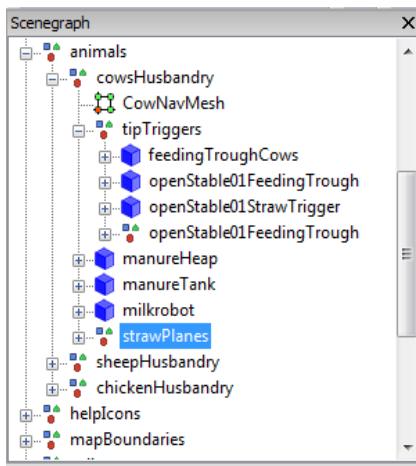 Scenegraph
animals
cowsHusbandry
CowNavMesh
tipTriggers
feedingTroughCows
openStable01FeedingTrough
openStable01StrawTrigger
openStable01FeedingTrough
manureHeap
manureTank
milkrobot
strawPlanes
sheepHusbandry
chickenHusbandry
helpIcons
mapBoundaries